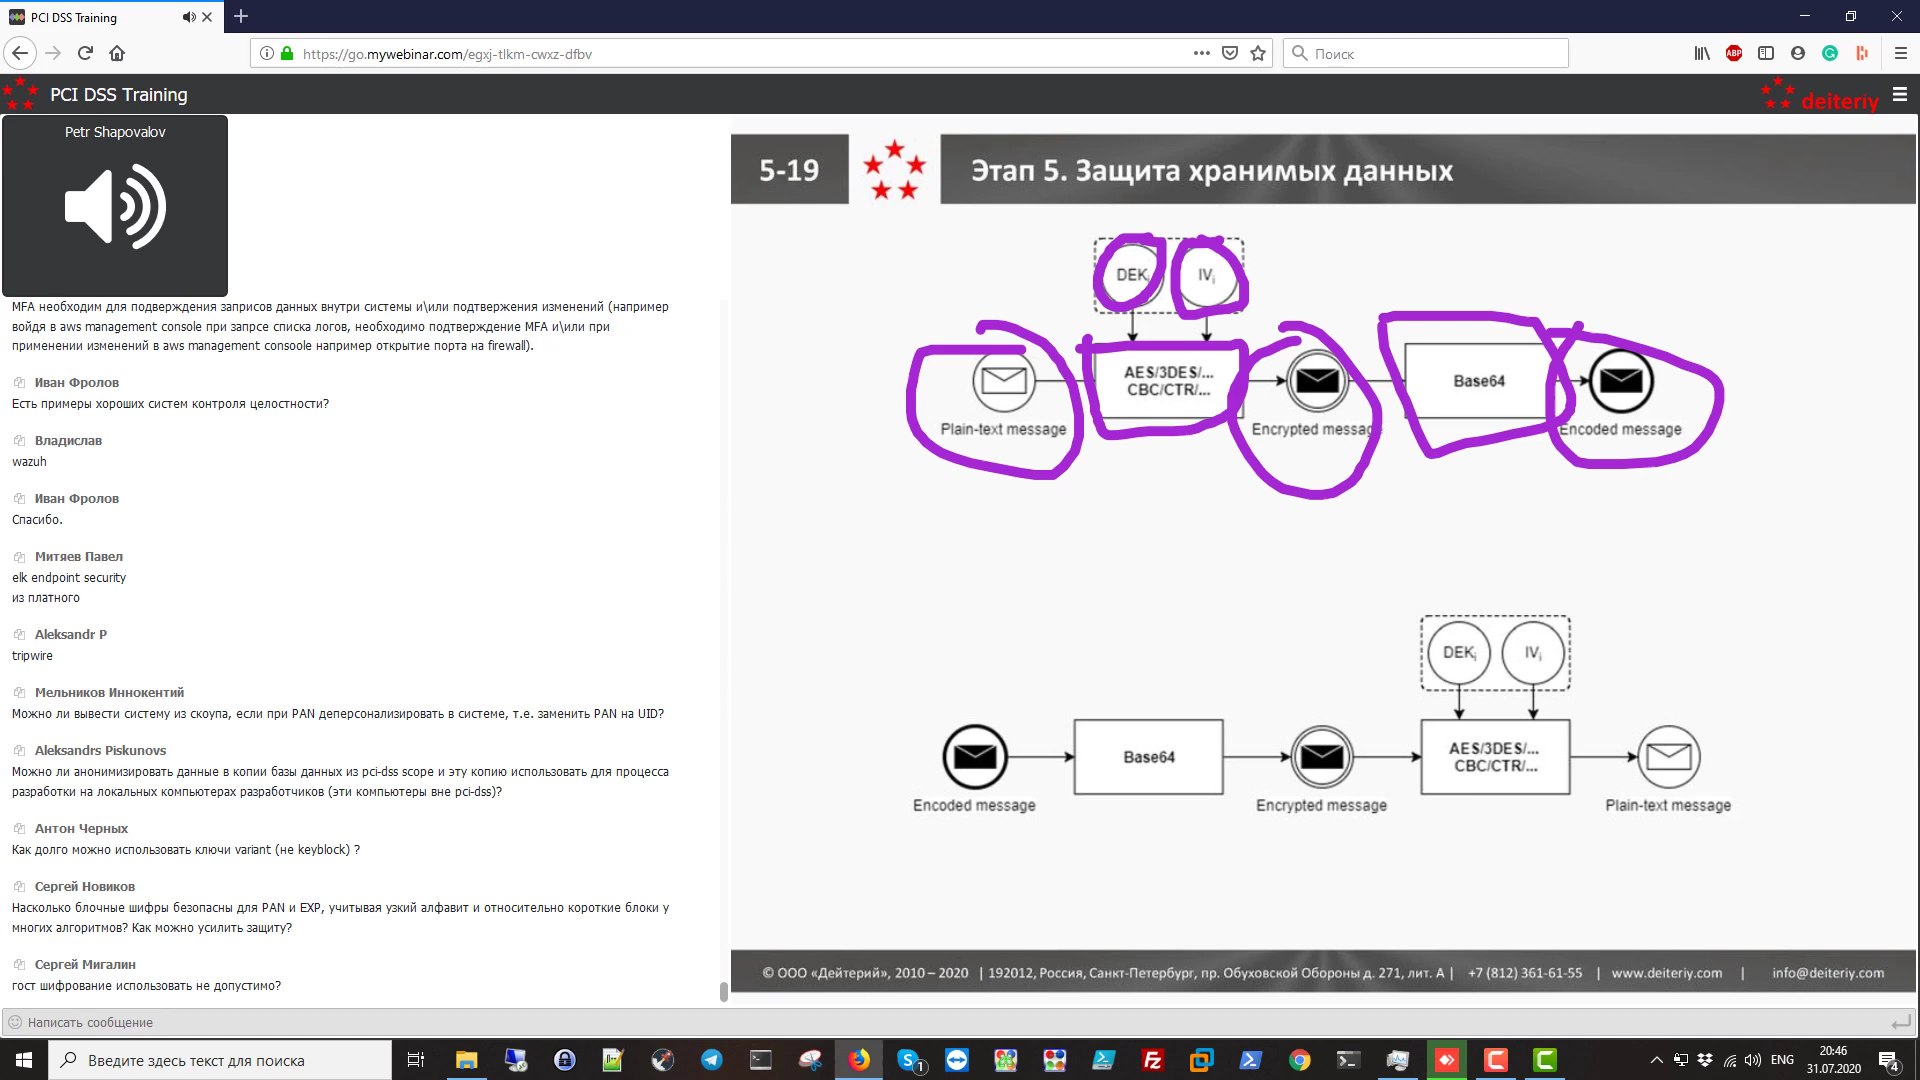 PCI DSS Training
https://go.mywebinar.com/egxj-tlkm-cwxz-dfbv
Поиск
ABP
PCI DSS Training
deiteriy
Petr Shapovalov
MFA необходим для подверждения записров данных внутри системы и\или подтвержения изменений (например
войдя в aws management console при запрсе списка логов, необходимо подтверждение MFA и\или при
применении изменений в aws management consoole например открытие порта на firewall).
Иван Фролов
Есть примеры хороших систем контроля целостности?
Владислав
wazuh
Иван Фролов
Спасибо.
Митяев Павел
elk endpoint security
из платного
Aleksandr P
tripwire
Мельников Иннокентий
Можно ли вывести систему из скоупа, если при PAN деперсонализировать в системе, т.е. заменить PAN на UID?
Aleksandrs Piskunovs
Можно ли анонимизировать данные в копии базы данных из pci-dss scope и эту копию использовать для процесса
разработки на локальных компьютерах разработчиков (эти компьютеры вне pci-dss)?
Антон Черных
Как долго можно использовать ключи variant (не keyblock) ?
Сергей Новиков
Насколько блочные шифры безопасны для PAN и EXP, учитывая узкий алфавит и относительно короткие блоки у
многих алгоритмов? Как можно усилить защиту?
Сергей Мигалин
гост шифрование использовать не допустимо?
Написать сообщение
5-19
Этап 5. Защита хранимых данных
DEKi
IVi
AES/3DES/...
CBC/CTR/...
Base64
Plain-text message
Encrypted message
Encoded message
DEKi
IVi
Base64
AES/3DES/...
CBC/CTR/...
Encoded message
Encrypted message
Plain-text message
© ООО «Дейтерий», 2010 – 2020 | 192012, Россия, Санкт-Петербург, пр. Обуховской Обороны д. 271, лит. А | +7 (812) 361-61-55 | www.deiteriy.com | info@deiteriy.com
Введите здесь текст для поиска
1
ENG
20:46
31.07.2020
4